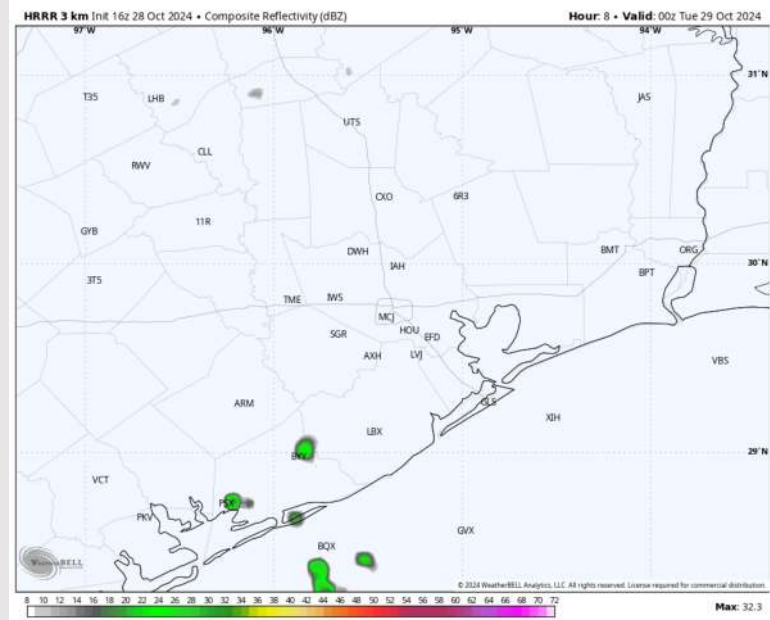 HRRR 3 km Init 16z 28 Oct 2024 • Composite Reflectivity (dBZ)
Hour: 8 • Valid: 00z Tue 29 Oct 2024
97°W 96°W 95°W 94°W
31°N
T35 LHB JAS
UTS
CLL
RWV
CXO 6R3
11R
GYB
DWH BMT ORG
IAH
30°N
3T5 BPT
TME IWS
MCJ
SGR HOU EFD
AXH LVJ VBS
ARM GLS
XIH
LBX
29°N
BYY
VCT
PSX
PKV
GVX
BQX
WeatherBELL
© 2024 WeatherBELL Analytics, LLC. All rights reserved. License required for commercial distribution.
8 10 12 14 16 18 20 22 24 26 28 30 32 34 36 38 40 42 44 46 48 50 52 54 56 58 60 62 64 66 68 70 72
Max: 32.3